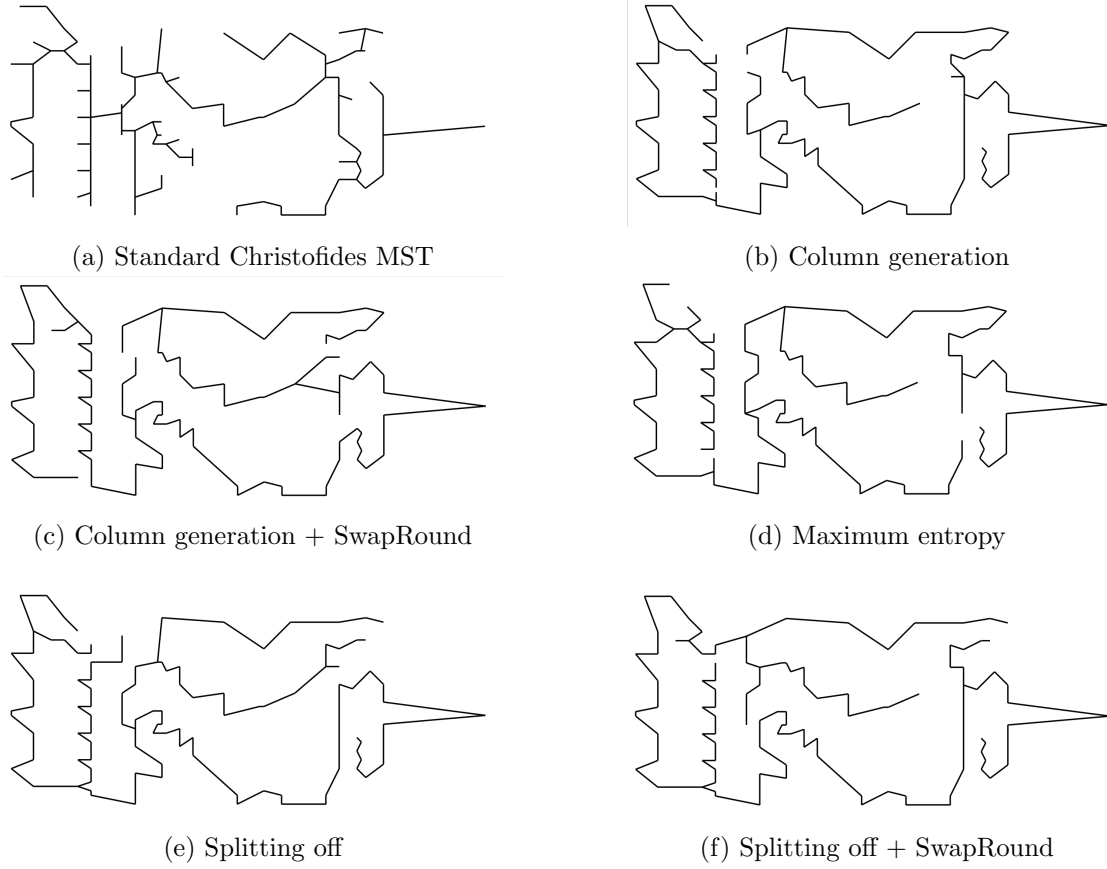 (a) Standard Christofides MST
(b) Column generation
(c) Column generation + SwapRound
(d) Maximum entropy
(e) Splitting off
(f) Splitting off + SwapRound